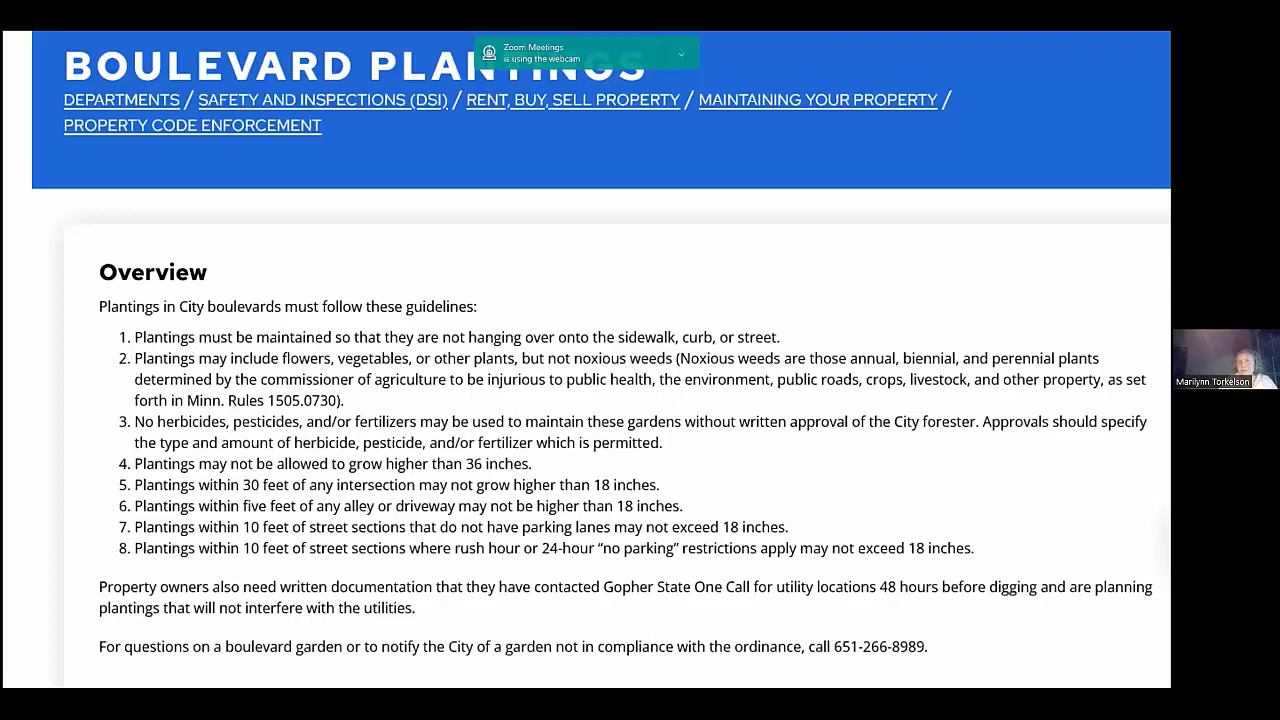 BOULEVARD PLANTINGS
Zoom Meetings
is using the webcam
DEPARTMENTS / SAFETY AND INSPECTIONS (DSI) / RENT, BUY, SELL PROPERTY / MAINTAINING YOUR PROPERTY /
PROPERTY CODE ENFORCEMENT
Overview
Plantings in City boulevards must follow these guidelines:
1. Plantings must be maintained so that they are not hanging over onto the sidewalk, curb, or street.
2. Plantings may include flowers, vegetables, or other plants, but not noxious weeds (Noxious weeds are those annual, biennial, and perennial plants
determined by the commissioner of agriculture to be injurious to public health, the environment, public roads, crops, livestock, and other property, as set
forth in Minn. Rules 1505.0730).
3. No herbicides, pesticides, and/or fertilizers may be used to maintain these gardens without written approval of the City forester. Approvals should specify
the type and amount of herbicide, pesticide, and/or fertilizer which is permitted.
4. Plantings may not be allowed to grow higher than 36 inches.
5. Plantings within 30 feet of any intersection may not grow higher than 18 inches.
6. Plantings within five feet of any alley or driveway may not be higher than 18 inches.
7. Plantings within 10 feet of street sections that do not have parking lanes may not exceed 18 inches.
8. Plantings within 10 feet of street sections where rush hour or 24-hour “no parking” restrictions apply may not exceed 18 inches.
Property owners also need written documentation that they have contacted Gopher State One Call for utility locations 48 hours before digging and are planning
plantings that will not interfere with the utilities.
For questions on a boulevard garden or to notify the City of a garden not in compliance with the ordinance, call 651-266-8989.
Marilynn Torkelson